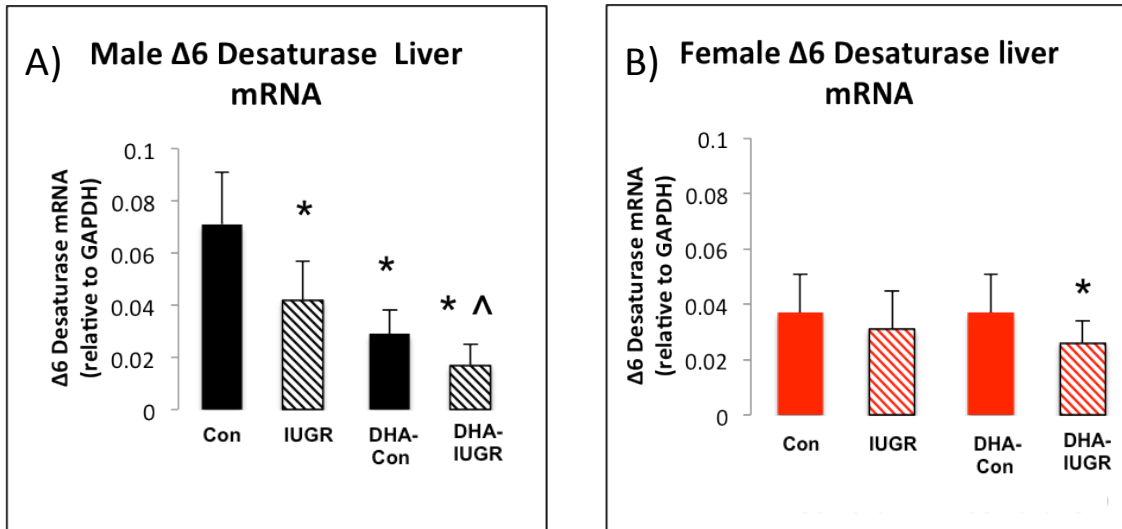 A)
Male Δ6 Desaturase Liver
mRNA
Δ6 Desaturase mRNA
(relative to GAPDH)
0.1
0.08
0.06
0.04
0.02
0
*
*
* ^
Con
IUGR
DHA-
Con
DHA-
IUGR
B)
Female Δ6 Desaturase liver
mRNA
Δ6 Desaturase mRNA
(relative to GAPDH)
0.1
0.08
0.06
0.04
0.02
0
*
Con
IUGR
DHA-
Con
DHA-
IUGR